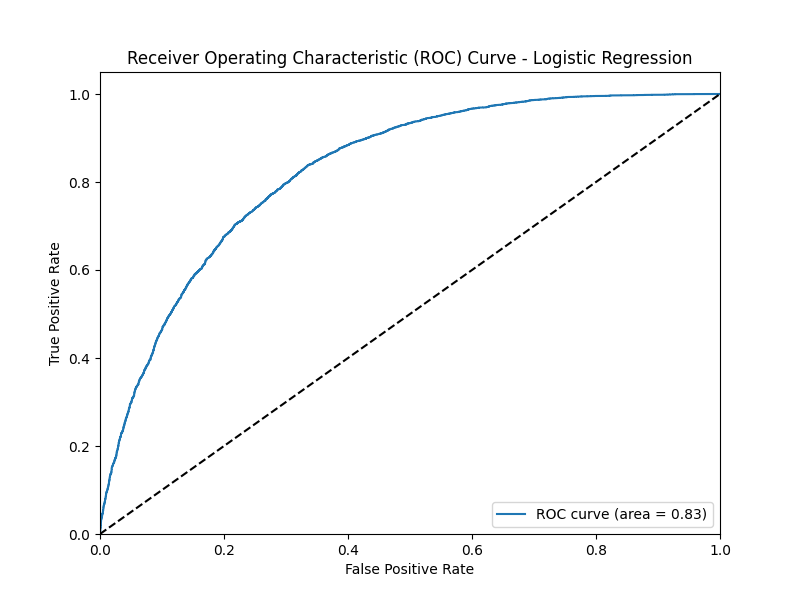 Receiver Operating Characteristic (ROC) Curve - Logistic Regression
True Positive Rate
1.0
0.8
0.6
0.4
0.2
0.0
ROC curve (area = 0.83)
0.0 0.2 0.4 0.6 0.8 1.0
False Positive Rate